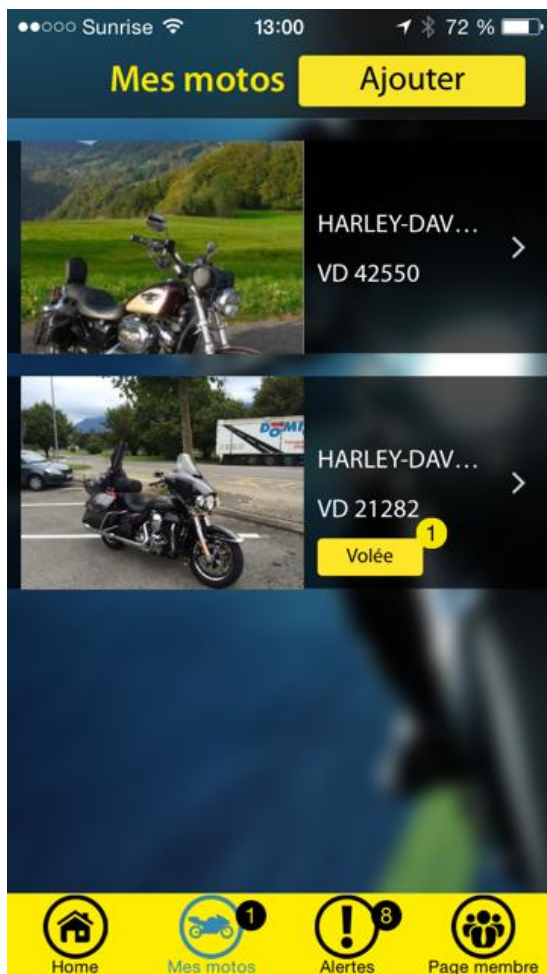 Sunrise 13:00 72 %
Mes motos Ajouter
HARLEY-DAV...
VD 42550
HARLEY-DAV...
VD 21282
Volée 1
1 8
Home Mes motos Alertes Page membre